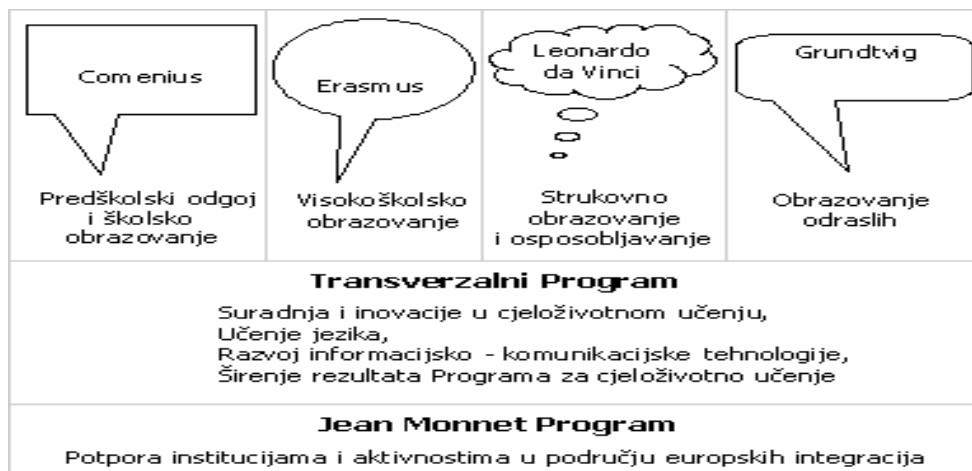 Comenius
Erasmus
Leonardo
da Vinci
Grundtvig
Predškolski odgoj
i školsko
obrazovanje
Visokoškolsko
obrazovanje
Strukovno
obrazovanje
i osposobljavanje
Obrazovanje
odraslih
Transverzalni Program
Suradnja i inovacije u cjeloživotnom učenju,
Učenje jezika,
Razvoj informacijsko - komunikacijske tehnologije,
Širenje rezultata Programa za cjeloživotno učenje
Jean Monnet Program
Potpora institucijama i aktivnostima u području europskih integracija